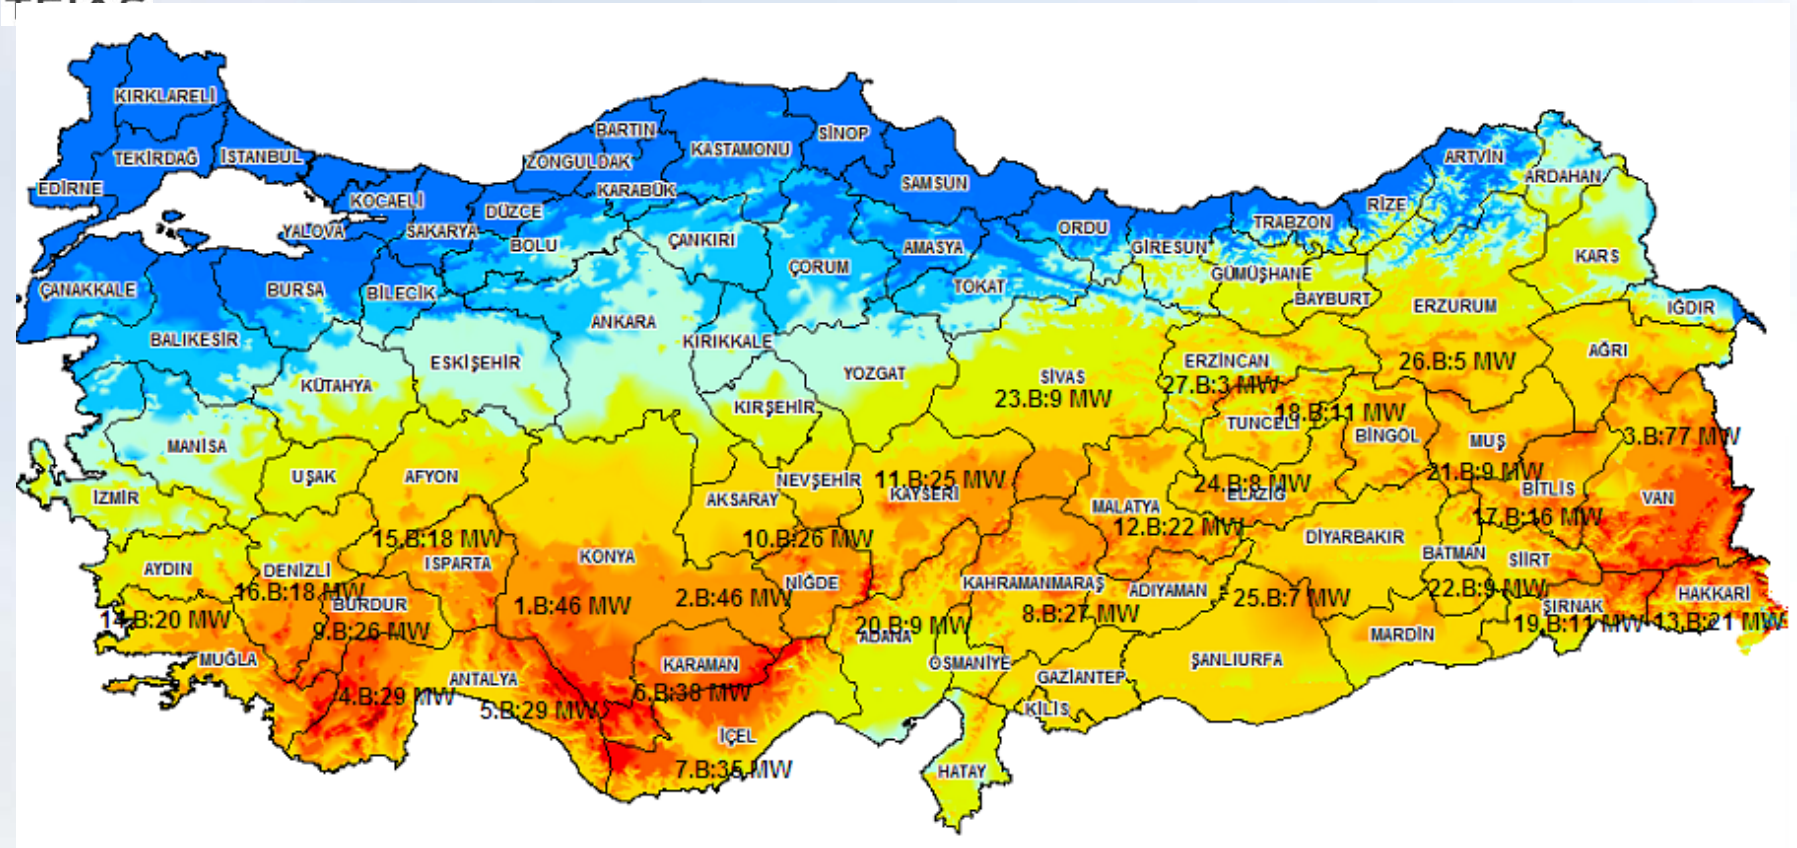 TEİAŞ
KIRKLARELİ
BARTIN
SİNOP
TEKİRDAĞ
İSTANBUL
ZONGULDAK
KASTAMONU
ARTVİN
ARDAHAN
EDİRNE
KOCAELİ
KARABÜK
SAMSUN
DÜZCE
RİZE
YALOVA
SAKARYA
BOLU
ÇANKIRI
AMASYA
ORDU
GİRESUN
TRABZON
KARS
ÇANAKKALE
BURSA
BİLECİK
ÇORUM
TOKAT
GÜMÜŞHANE
BAYBURT
ERZURUM
IĞDIR
BALIKESİR
ANKARA
KIRIKKALE
ESKİŞEHİR
KÜTAHYA
YOZGAT
SİVAS
23.B:9 MW
ERZİNCAN
27.B:3 MW
26.B:5 MW
AĞRI
KIRŞEHİR
TUNCELİ
18.B:11 MW
BİNGÖL
MUŞ
3.B:77 MW
MANİSA
UŞAK
AFYON
NEVŞEHİR
11.B:25 MW
KAYSERİ
24.B:8 MW
ELAZIĞ
21.B:9 MW
BİTLİS
VAN
İZMİR
AKSARAY
MALATYA
12.B:22 MW
17.B:16 MW
15.B:18 MW
ISPARTA
KONYA
10.B:26 MW
DİYARBAKIR
BATMAN
SİİRT
AYDIN
DENİZLİ
16.B:18 MW
BURDUR
NİĞDE
KAHRAMANMARAŞ
ADIYAMAN
22.B:9 MW
HAKKARİ
14.B:20 MW
9.B:26 MW
1.B:46 MW
2.B:46 MW
20.B:9 MW
ADANA
8.B:27 MW
25.B:7 MW
ŞIRNAK
19.B:11 MW
13.B:21 MW
MARDİN
MUĞLA
ANTALYA
KARAMAN
OSMANİYE
GAZİANTEP
ŞANLIURFA
4.B:29 MW
5.B:29 MW
6.B:38 MW
KİLİS
İÇEL
7.B:35 MW
HATAY